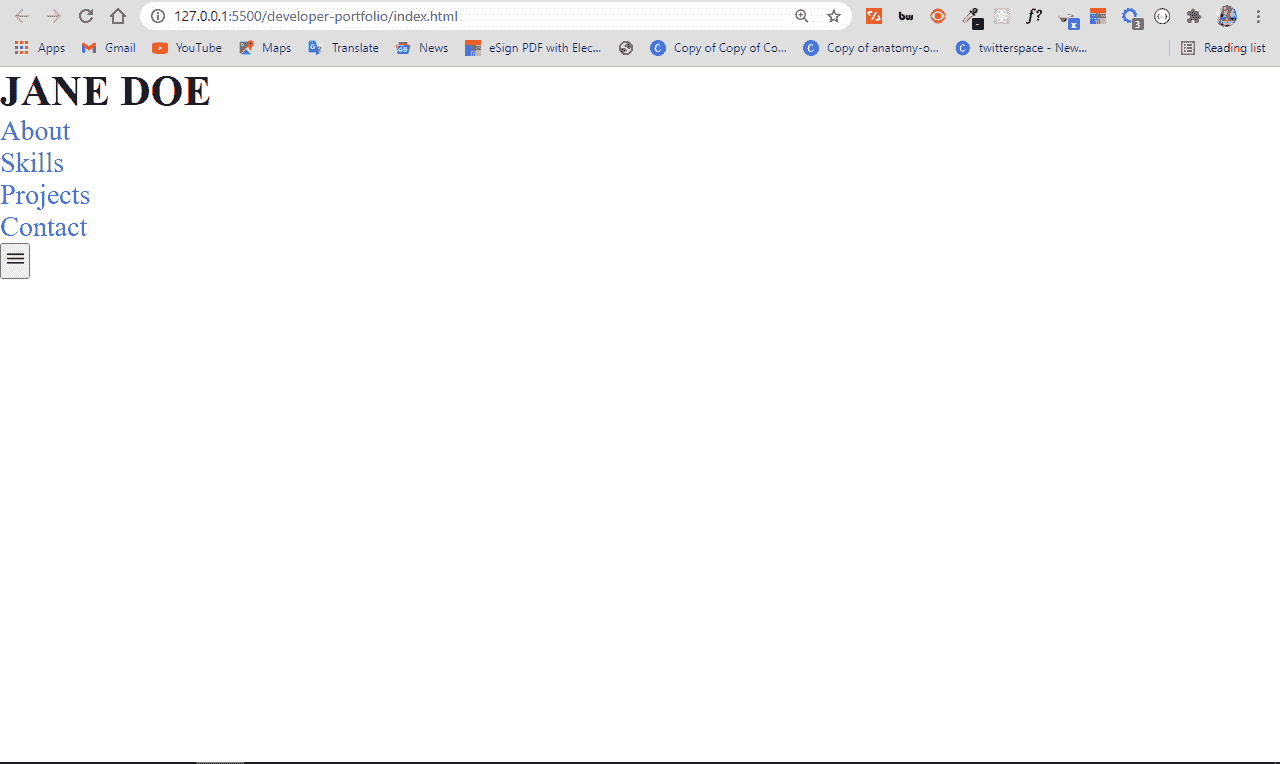 127.0.0.1:5500/developer-portfolio/index.html
f? 3
Apps Gmail YouTube Maps Translate News eSign PDF with Elec... Copy of Copy of Co... Copy of anatomy-o... twitterspace - New... Reading list
JANE DOE
About
Skills
Projects
Contact